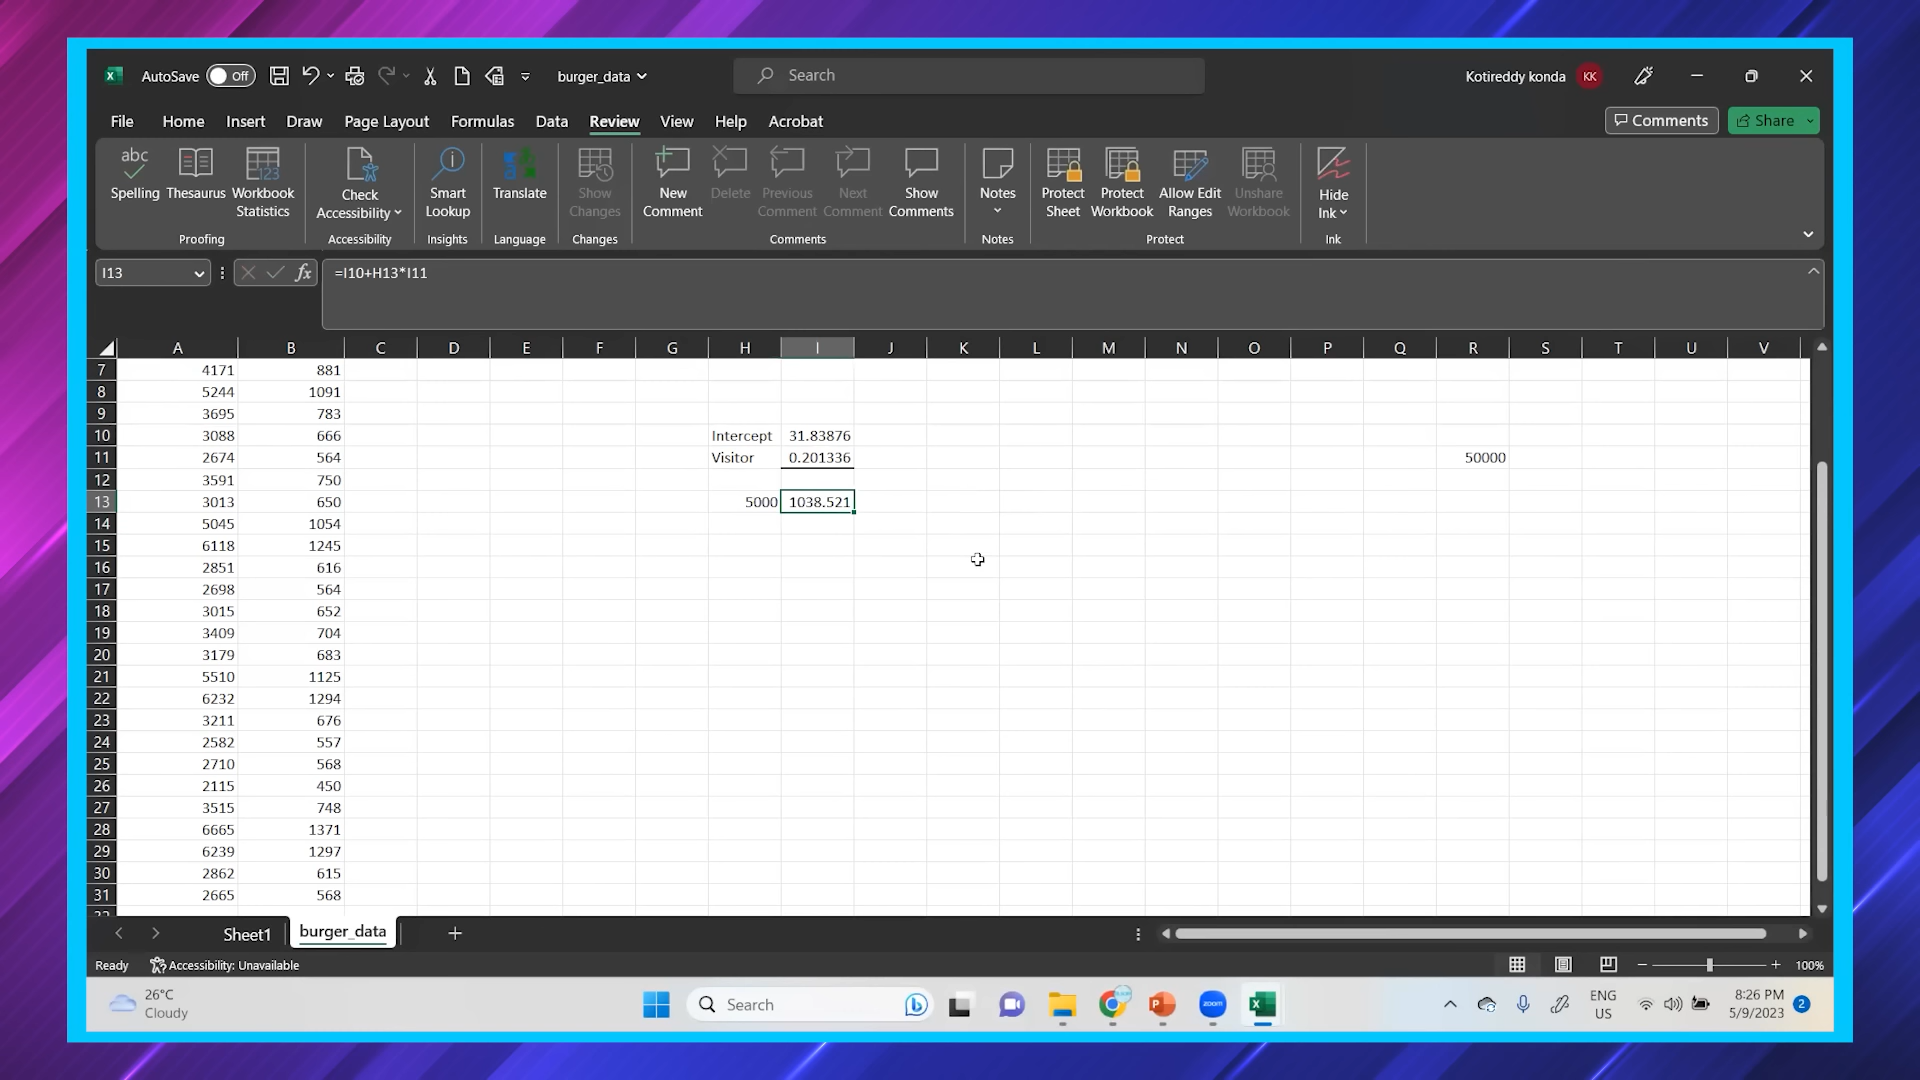 AutoSave Off burger_data Search Kotireddy konda KK
File Home Insert Draw Page Layout Formulas Data Review View Help Acrobat Comments Share
abc
Spelling Thesaurus Workbook Statistics
Proofing
Check Accessibility
Accessibility
Smart Lookup
Insights
Translate
Language
Show Changes
Changes
New Comment Delete Previous Comment Next Comment Show Comments
Comments
Notes
Notes
Protect Sheet Protect Workbook Allow Edit Ranges Unshare Workbook
Protect
Hide Ink
Ink
I13 fx =I10+H13*I11
A B C D E F G H I J K L M N O P Q R S T U V
7 4171 881
8 5244 1091
9 3695 783
10 3088 666 Intercept 31.83876
11 2674 564 Visitor 0.201336 50000
12 3591 750
13 3013 650 5000 1038.521
14 5045 1054
15 6118 1245
16 2851 616
17 2698 564
18 3015 652
19 3409 704
20 3179 683
21 5510 1125
22 6232 1294
23 3211 676
24 2582 557
25 2710 568
26 2115 450
27 3515 748
28 6665 1371
29 6239 1297
30 2862 615
31 2665 568
Sheet1 burger_data
Ready Accessibility: Unavailable 100%
26°C
Cloudy
Search
zoom
ENG
US
8:26 PM
5/9/2023
2